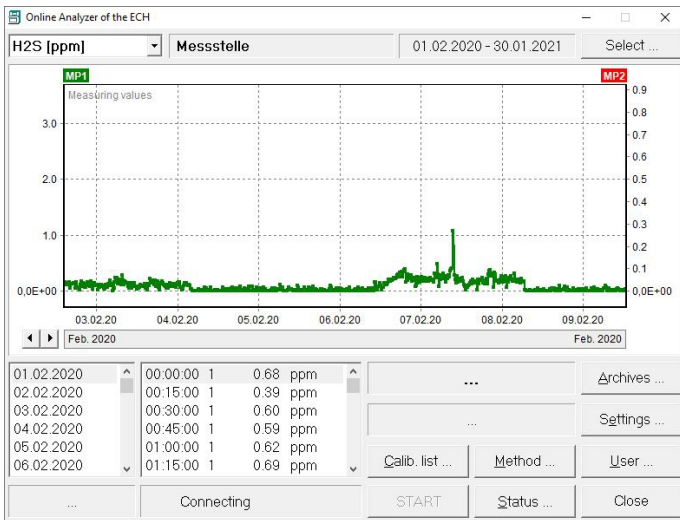 Online Analyzer of the ECH
H2S [ppm]
Messstelle
01.02.2020 - 30.01.2021
Select ...
MP1
MP2
Measuring values
3.0
2.0
1.0
0,0E+00
0.9
0.8
0.7
0.6
0.5
0.4
0.3
0.2
0.1
0,0E+00
03.02.20 04.02.20 05.02.20 06.02.20 07.02.20 08.02.20 09.02.20
Feb. 2020
Feb. 2020
01.02.2020
02.02.2020
03.02.2020
04.02.2020
05.02.2020
06.02.2020
00:00:00 1 0.68 ppm
00:15:00 1 0.39 ppm
00:30:00 1 0.60 ppm
00:45:00 1 0.59 ppm
01:00:00 1 0.62 ppm
01:15:00 1 0.69 ppm
...
Archives ...
...
Settings ...
Calib. list ...
Method ...
User ...
...
Connecting
START
Status ...
Close